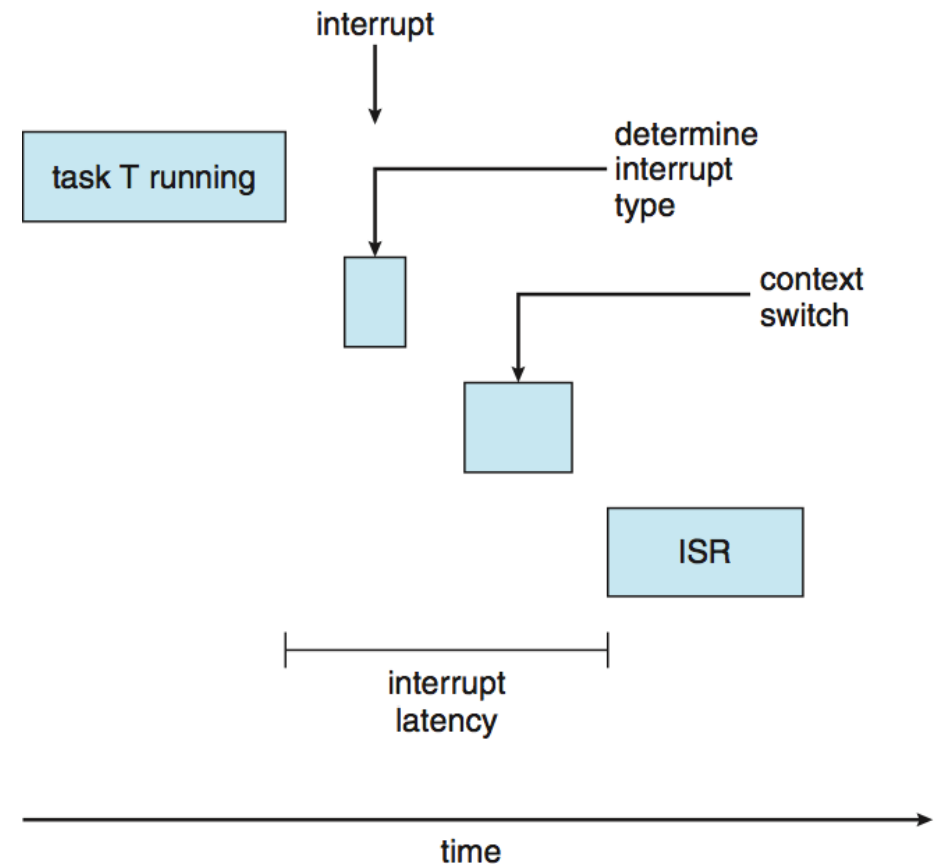 interrupt
task T running
determine
interrupt
type
context
switch
ISR
interrupt
latency
time